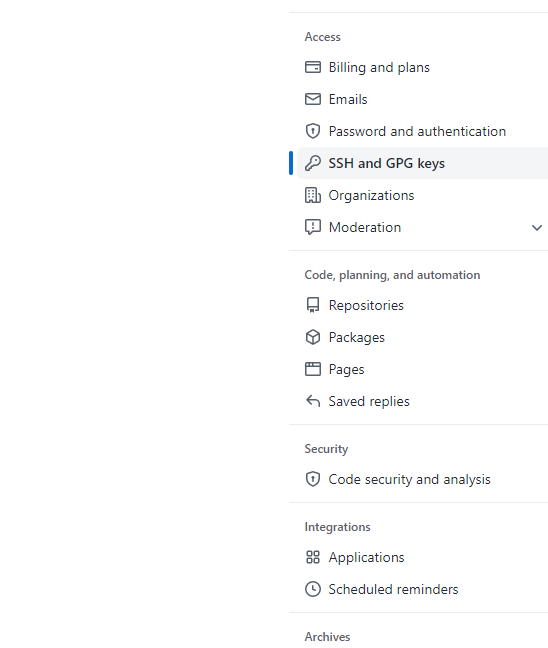 Access
Billing and plans
Emails
Password and authentication
SSH and GPG keys
Organizations
Moderation
Code, planning, and automation
Repositories
Packages
Pages
Saved replies
Security
Code security and analysis
Integrations
Applications
Scheduled reminders
Archives